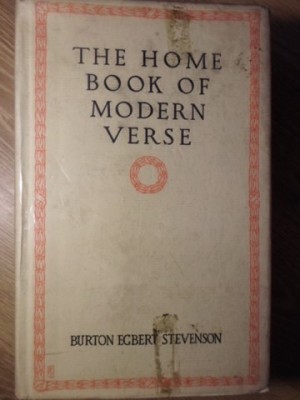 THE HOME
BOOK OF
MODERN
VERSE
BURTON EGBERT STEVENSON